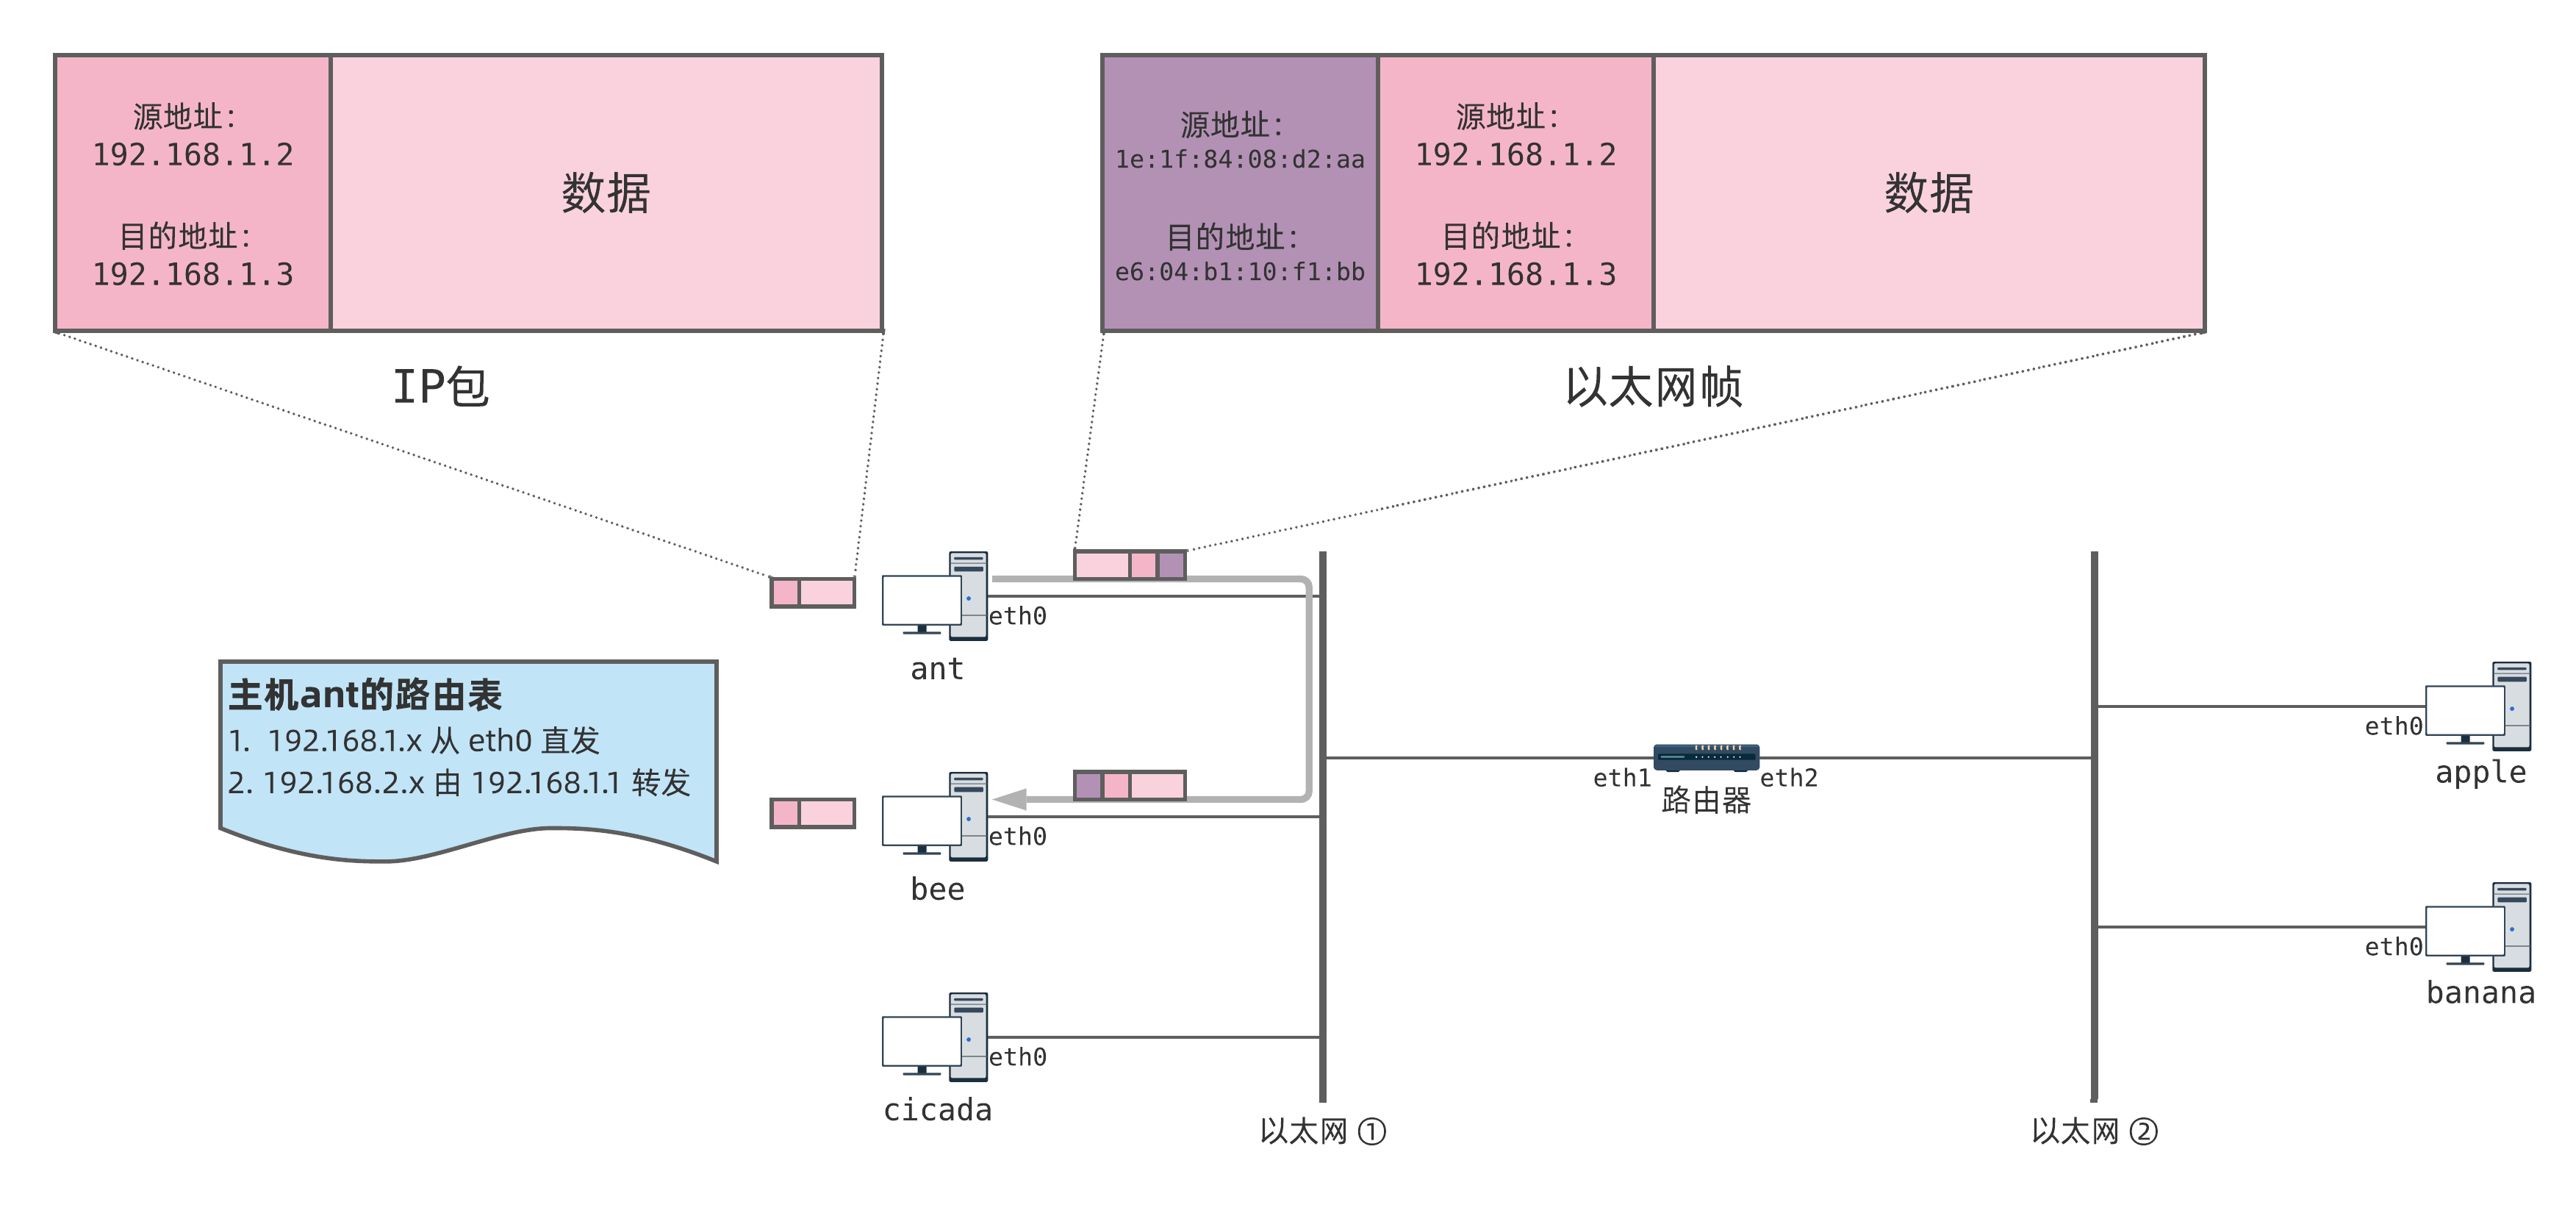 源地址:
192.168.1.2
目的地址:
192.168.1.3
数据
IP包
源地址:
1e:1f:84:08:d2:aa
目的地址:
e6:04:b1:10:f1:bb
源地址:
192.168.1.2
目的地址:
192.168.1.3
数据
以太网帧
eth0
ant
主机ant的路由表
1. 192.168.1.x 从 eth0 直发
2. 192.168.2.x 由 192.168.1.1 转发
eth0
bee
eth0
cicada
以太网 ①
eth1
路由器
eth2
以太网 ②
eth0
apple
eth0
banana